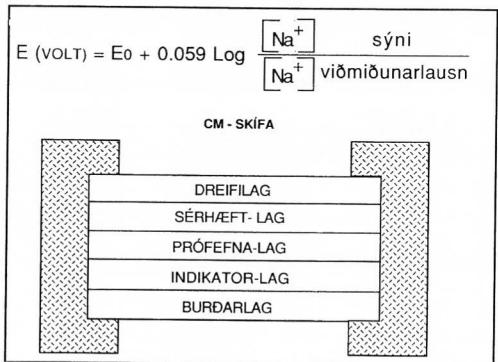 E (VOLT) = E0 + 0.059 Log [Na+] sýni / [Na+] viðmiðunarlausn
CM - SKÍFA
DREIFILAG
SÉRHÆFT- LAG
PRÓFEFNA-LAG
INDIKATOR-LAG
BURÐARLAG